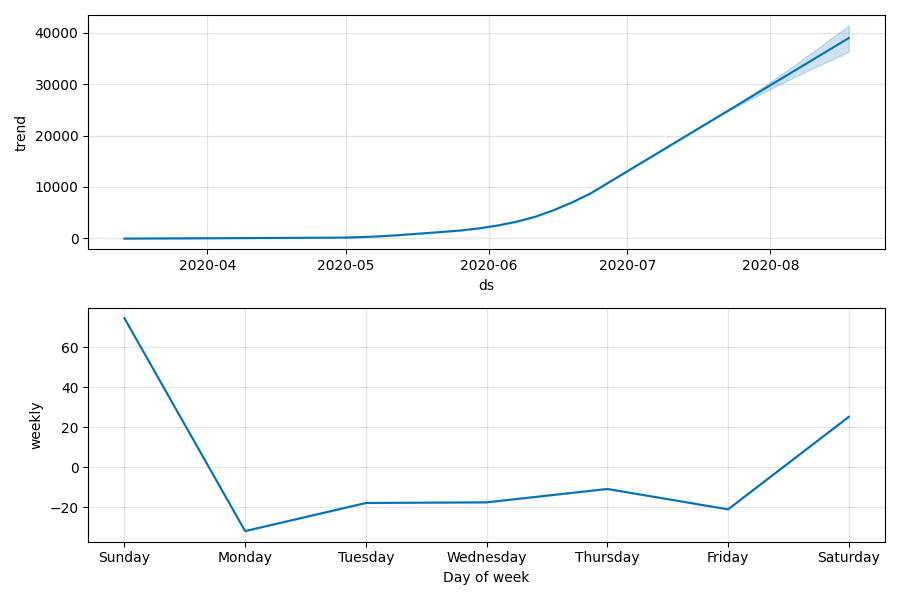 40000
30000
20000
10000
0
trend
2020-04 2020-05 2020-06 2020-07 2020-08
ds
60
40
20
0
−20
weekly
Sunday Monday Tuesday Wednesday Thursday Friday Saturday
Day of week